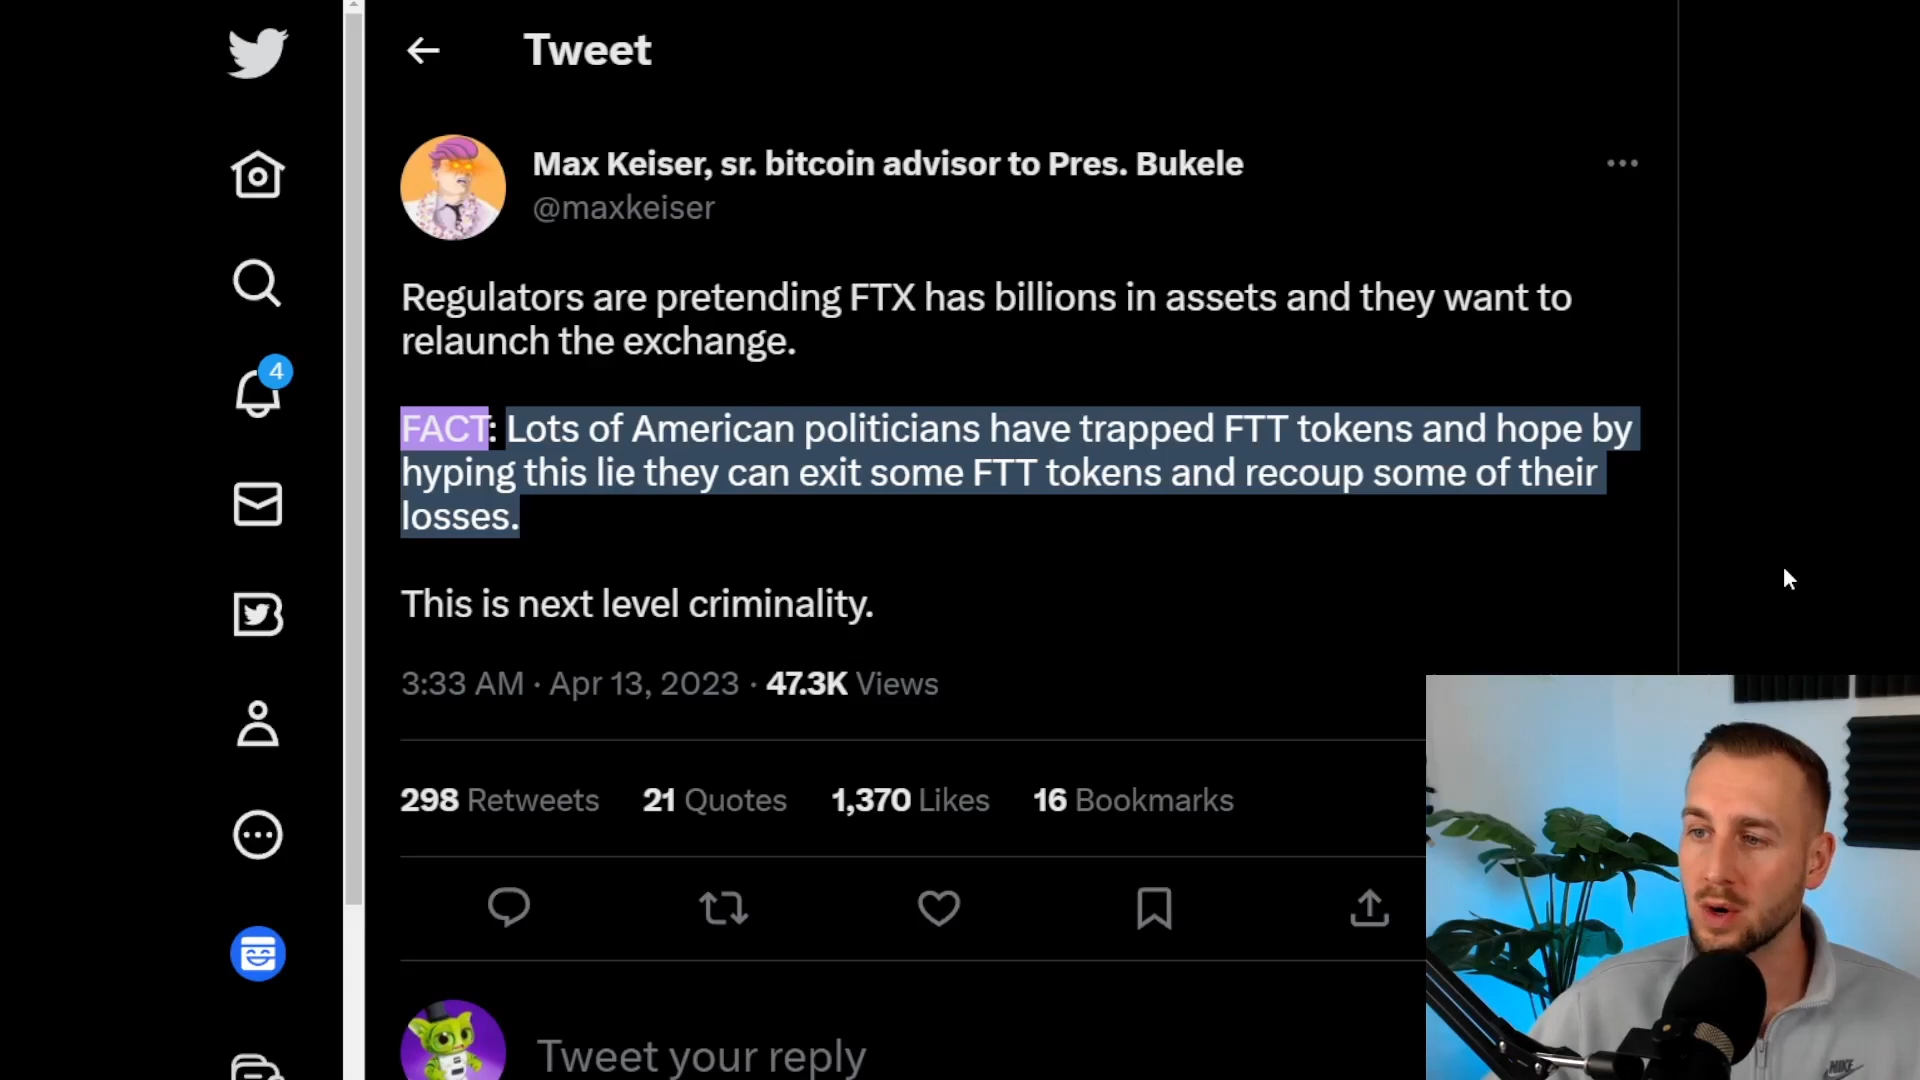 Tweet
Max Keiser, sr. bitcoin advisor to Pres. Bukele
@maxkeiser
Regulators are pretending FTX has billions in assets and they want to
relaunch the exchange.
FACT: Lots of American politicians have trapped FTT tokens and hope by
hyping this lie they can exit some FTT tokens and recoup some of their
losses.
This is next level criminality.
3:33 AM · Apr 13, 2023 · 47.3K Views
298 Retweets 21 Quotes 1,370 Likes 16 Bookmarks
Tweet your reply
4
NIKE